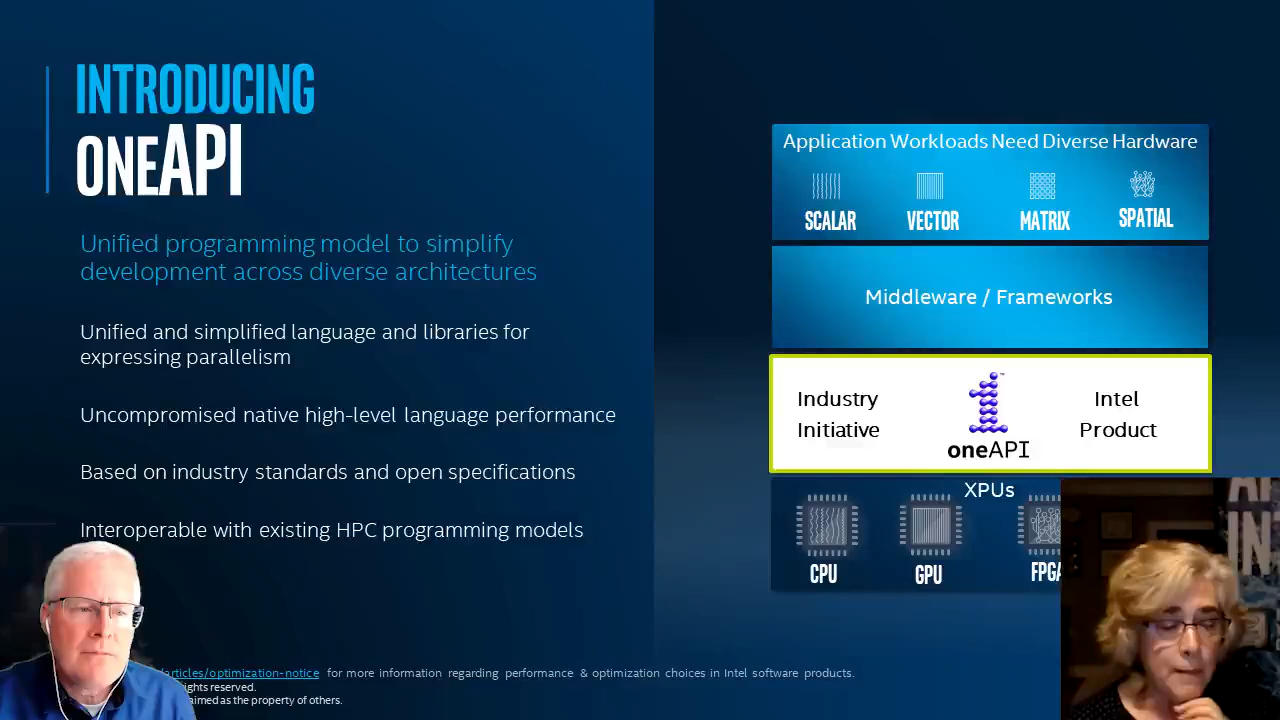 INTRODUCING
ONEAPI
Unified programming model to simplify
development across diverse architectures
Unified and simplified language and libraries for
expressing parallelism
Uncompromised native high-level language performance
Based on industry standards and open specifications
Interoperable with existing HPC programming models
articles/optimization-notice for more information regarding performance & optimization choices in Intel software products.
rights reserved.
aimed as the property of others.
Application Workloads Need Diverse Hardware
SCALAR VECTOR MATRIX SPATIAL
Middleware / Frameworks
Industry
Initiative
oneAPI
Intel
Product
XPUs
CPU GPU FPGA